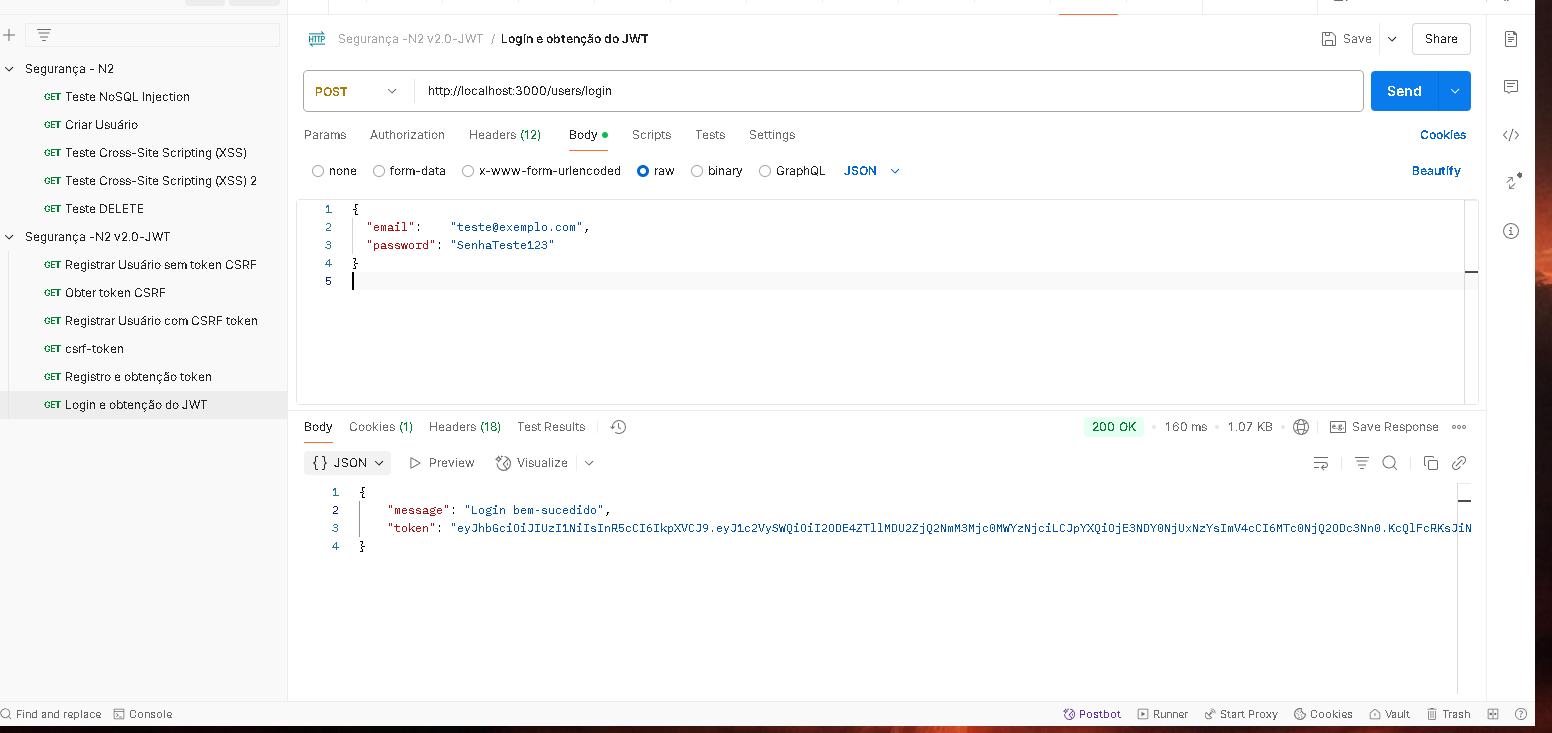 HTTP Segurança -N2 v2.0-JWT / Login e obtenção do JWT Save Share
Segurança - N2
GET Teste NoSQL Injection
GET Criar Usuário
GET Teste Cross-Site Scripting (XSS)
GET Teste Cross-Site Scripting (XSS) 2
GET Teste DELETE
Segurança -N2 v2.0-JWT
GET Registrar Usuário sem token CSRF
GET Obter token CSRF
GET Registrar Usuário com CSRF token
GET csrf-token
GET Registro e obtenção token
GET Login e obtenção do JWT
POST http://localhost:3000/users/login Send
Params Authorization Headers (12) Body Scripts Tests Settings Cookies
none form-data x-www-form-urlencoded raw binary GraphQL JSON Beautify
1 {
2 "email": "teste@exemplo.com",
3 "password": "SenhaTeste123"
4 }
5
Body Cookies (1) Headers (18) Test Results 200 OK • 160 ms • 1.07 KB • e.g. Save Response
{} JSON Preview Visualize
1 {
2 "message": "Login bem-sucedido",
3 "token":
4 }
Find and replace Console Postbot Runner Start Proxy Cookies Vault Trash